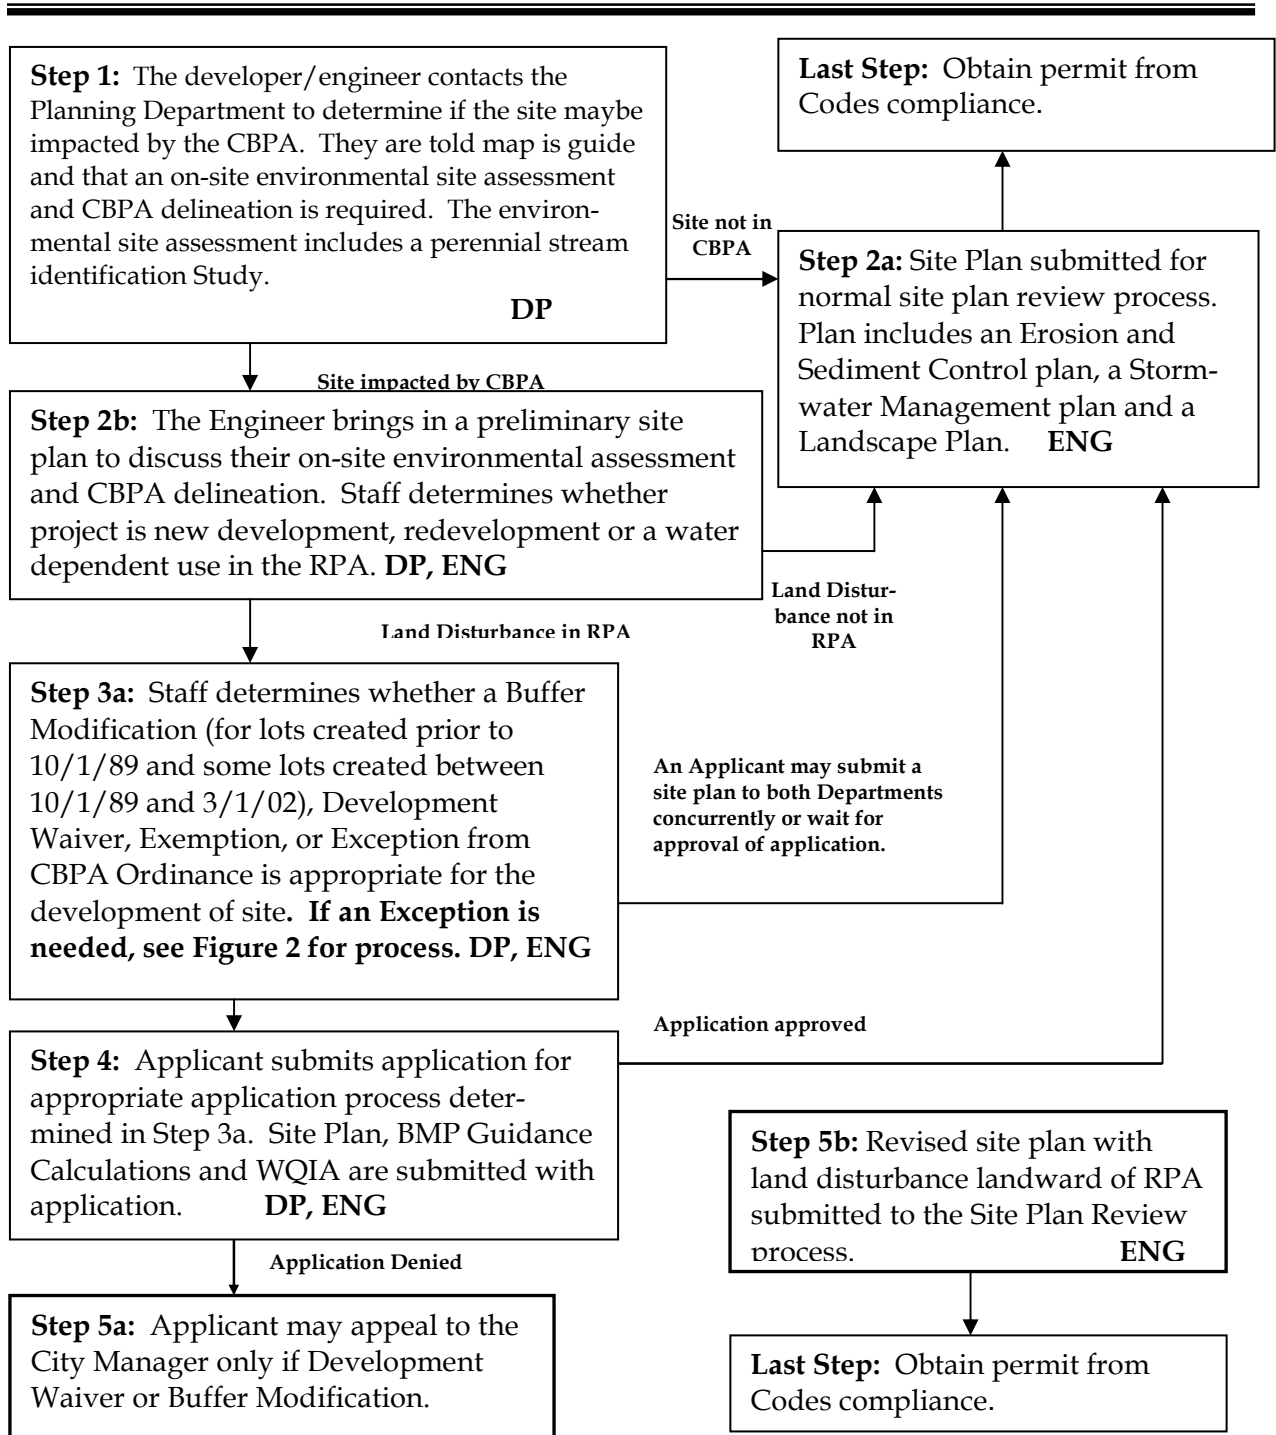 Step 1: The developer/engineer contacts the
Planning Department to determine if the site maybe
impacted by the CBPA. They are told map is guide
and that an on-site environmental site assessment
and CBPA delineation is required. The environ-
mental site assessment includes a perennial stream
identification Study.
DP
Last Step: Obtain permit from
Codes compliance.
Site not in
CBPA
Step 2a: Site Plan submitted for
normal site plan review process.
Plan includes an Erosion and
Sediment Control plan, a Storm-
water Management plan and a
Landscape Plan. ENG
Site impacted by CBPA
Step 2b: The Engineer brings in a preliminary site
plan to discuss their on-site environmental assessment
and CBPA delineation. Staff determines whether
project is new development, redevelopment or a water
dependent use in the RPA. DP, ENG
Land Distur-
bance not in
RPA
Land Disturbance in RPA
Step 3a: Staff determines whether a Buffer
Modification (for lots created prior to
10/1/89 and some lots created between
10/1/89 and 3/1/02), Development
Waiver, Exemption, or Exception from
CBPA Ordinance is appropriate for the
development of site. If an Exception is
needed, see Figure 2 for process. DP, ENG
An Applicant may submit a
site plan to both Departments
concurrently or wait for
approval of application.
Application approved
Step 4: Applicant submits application for
appropriate application process deter-
mined in Step 3a. Site Plan, BMP Guidance
Calculations and WQIA are submitted with
application. DP, ENG
Application Denied
Step 5a: Applicant may appeal to the
City Manager only if Development
Waiver or Buffer Modification.
Step 5b: Revised site plan with
land disturbance landward of RPA
submitted to the Site Plan Review
process. ENG
Last Step: Obtain permit from
Codes compliance.